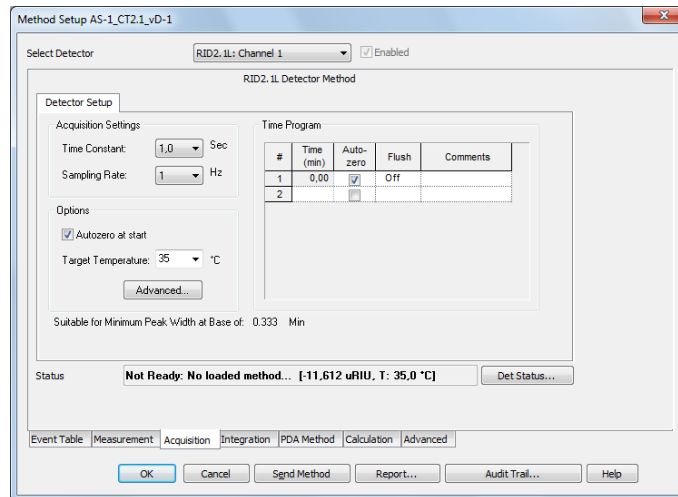 Method Setup AS-1_CT2.1_vD-1
Select Detector RID2.1L: Channel 1 Enabled
RID2.1L Detector Method
Detector Setup
Acquisition Settings
Time Constant: 1,0 Sec
Sampling Rate: 1 Hz
Options
Autozero at start
Target Temperature: 35 °C
Advanced...
Time Program
# Time (min) Auto-zero Flush Comments
1 0,00 Off
2
Suitable for Minimum Peak Width at Base of: 0.333 Min
Status Not Ready: No loaded method... [-11,612 uRIU, T: 35,0 °C] Det Status...
Event Table Measurement Acquisition Integration PDA Method Calculation Advanced
OK Cancel Send Method Report... Audit Trail... Help